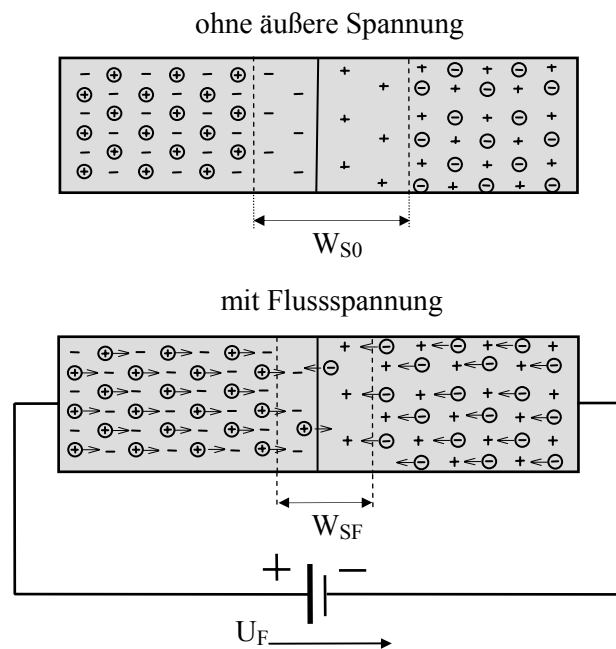 ohne äußere Spannung
W_S0
mit Flussspannung
W_SF
+ −
U_F